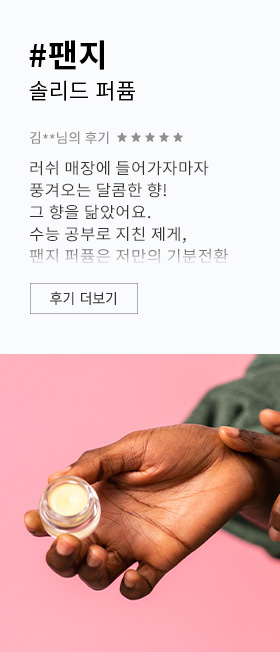 #팬지
솔리드 퍼퓸
김**님의 후기 ★★★★★
러쉬 매장에 들어가자마자
풍겨오는 달콤한 향!
그 향을 닮았어요.
수능 공부로 지친 제게,
팬지 퍼퓸은 저만의 기분전환
후기 더보기